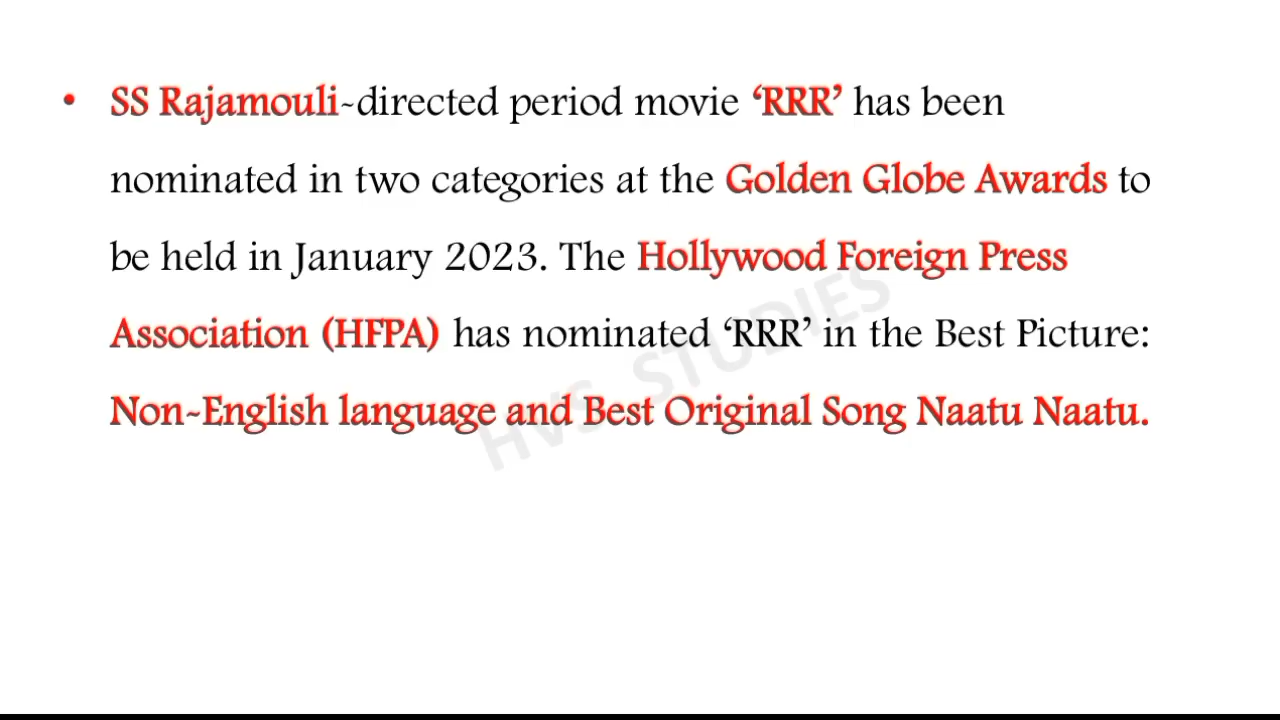 • SS Rajamouli-directed period movie ‘RRR’ has been
nominated in two categories at the Golden Globe Awards to
be held in January 2023. The Hollywood Foreign Press
Association (HFPA) has nominated ‘RRR’ in the Best Picture:
Non-English language and Best Original Song Naatu Naatu.
HVS STUDIES